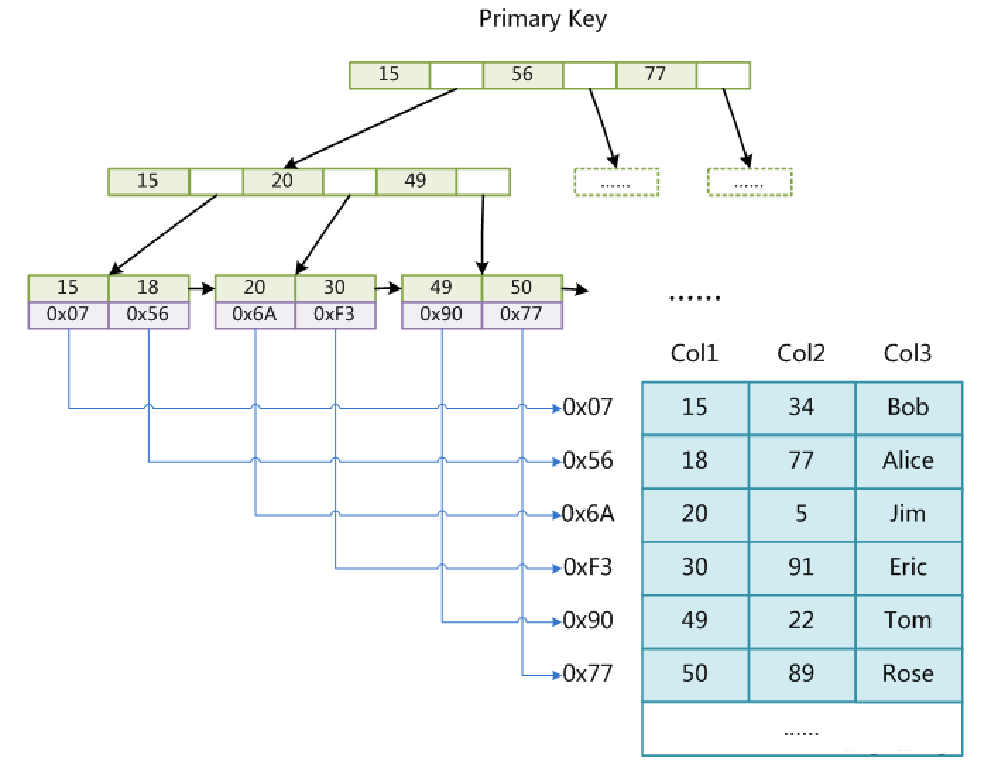 Primary Key
15 56 77
15 20 49 ...... ......
15 18 20 30 49 50
0x07 0x56 0x6A 0xF3 0x90 0x77
......
Col1 Col2 Col3
0x07 15 34 Bob
0x56 18 77 Alice
0x6A 20 5 Jim
0xF3 30 91 Eric
0x90 49 22 Tom
0x77 50 89 Rose
......